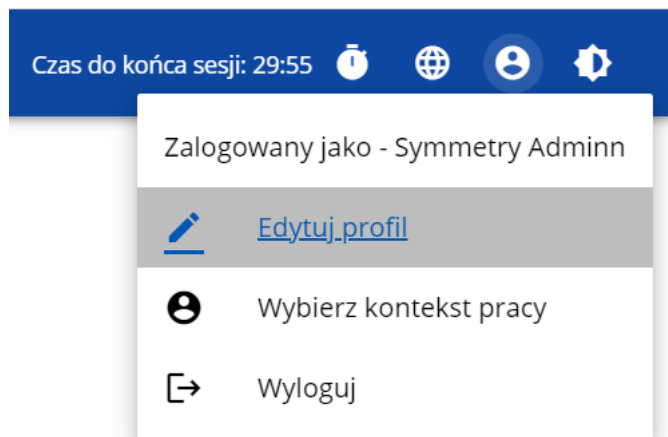 Czas do końca sesji: 29:55
Zalogowany jako - Symmetry Adminn
Edytuj profil
Wybierz kontekst pracy
Wyloguj